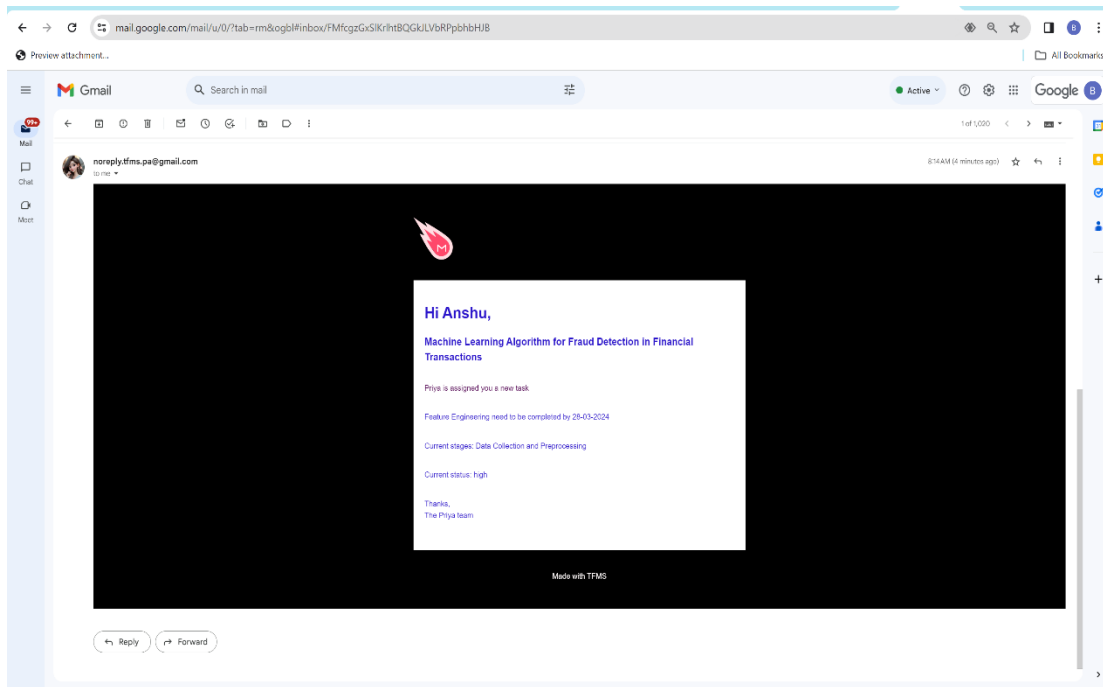 mail.google.com/mail/u/0/?tab=rm&ogbl#inbox/FMfcgzGxSlKrlhtBQGkJLVbRPpbhbHJB
B
Preview attachment...
All Bookmarks
Gmail
Search in mail
Active
Google
B
99+
Mail
1 of 1,020
noreply.tfms.pa@gmail.com
8:14 AM (4 minutes ago)
to me
Chat
Meet
M
Hi Anshu,
Machine Learning Algorithm for Fraud Detection in Financial
Transactions
Priya is assigned you a new task
Feature Engineering need to be completed by 28-03-2024
Current stages: Data Collection and Preprocessing
Current status: high
Thanks,
The Priya team
Made with TFMS
Reply
Forward